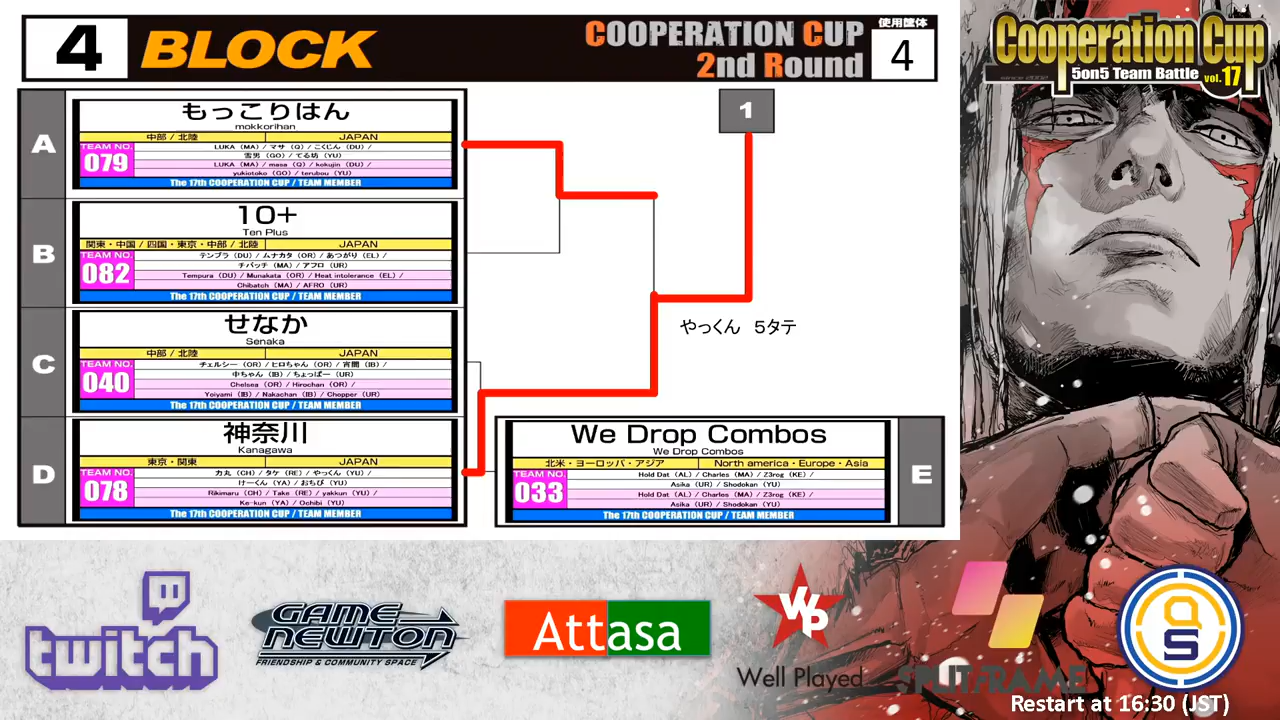 4 BLOCK
COOPERATION CUP
2nd Round
使用筐体
4
Cooperation Cup
since 2002
5on5 Team Battle vol.17
1
A
もっこりはん
mokkorihan
中部 / 北陸 JAPAN
TEAM NO.
079
LUKA (MA) / マサ (Q) / こくじん (DU) /
雪男 (GO) / てる坊 (YU)
LUKA (MA) / masa (Q) / kokujin (DU) /
yukiotoko (GO) / terubou (YU)
The 17th COOPERATION CUP / TEAM MEMBER
B
10+
Ten Plus
関東・中国 / 四国・東京・中部 / 北陸 JAPAN
TEAM NO.
082
テンプラ (DU) / ムナカタ (OR) / あつがり (EL) /
チバッチ (MA) / アフロ (UR)
Tempura (DU) / Munakata (OR) / Heat intolerance (EL) /
Chibatch (MA) / AFRO (UR)
The 17th COOPERATION CUP / TEAM MEMBER
やっくん 5タテ
C
せなか
Senaka
中部 / 北陸 JAPAN
TEAM NO.
040
チェルシー (OR) / ヒロちゃん (OR) / 宵闇 (IB) /
中ちゃん (IB) / ちょっぱー (UR)
Chelsea (OR) / Hirochan (OR) /
Yoiyami (IB) / Nakachan (IB) / Chopper (UR)
The 17th COOPERATION CUP / TEAM MEMBER
D
神奈川
Kanagawa
東京・関東 JAPAN
TEAM NO.
078
力丸 (CH) / タケ (RE) / やっくん (YU) /
けーくん (YA) / おちび (YU)
Rikimaru (CH) / Take (RE) / yakkun (YU) /
Ke-kun (YA) / Ochibi (YU)
The 17th COOPERATION CUP / TEAM MEMBER
We Drop Combos
We Drop Combos
北米・ヨーロッパ・アジア North america・Europe・Asia
TEAM NO.
033
Hold Dat (AL) / Charles (MA) / Z3rog (KE) /
Asika (UR) / Shodokan (YU)
Hold Dat (AL) / Charles (MA) / Z3rog (KE) /
Asika (UR) / Shodokan (YU)
The 17th COOPERATION CUP / TEAM MEMBER
E
twitch
GAME NEWTON
FRIENDSHIP & COMMUNITY SPACE
Attasa
WP
Well Played
SPLIT/FRAME
QS
Restart at 16:30 (JST)